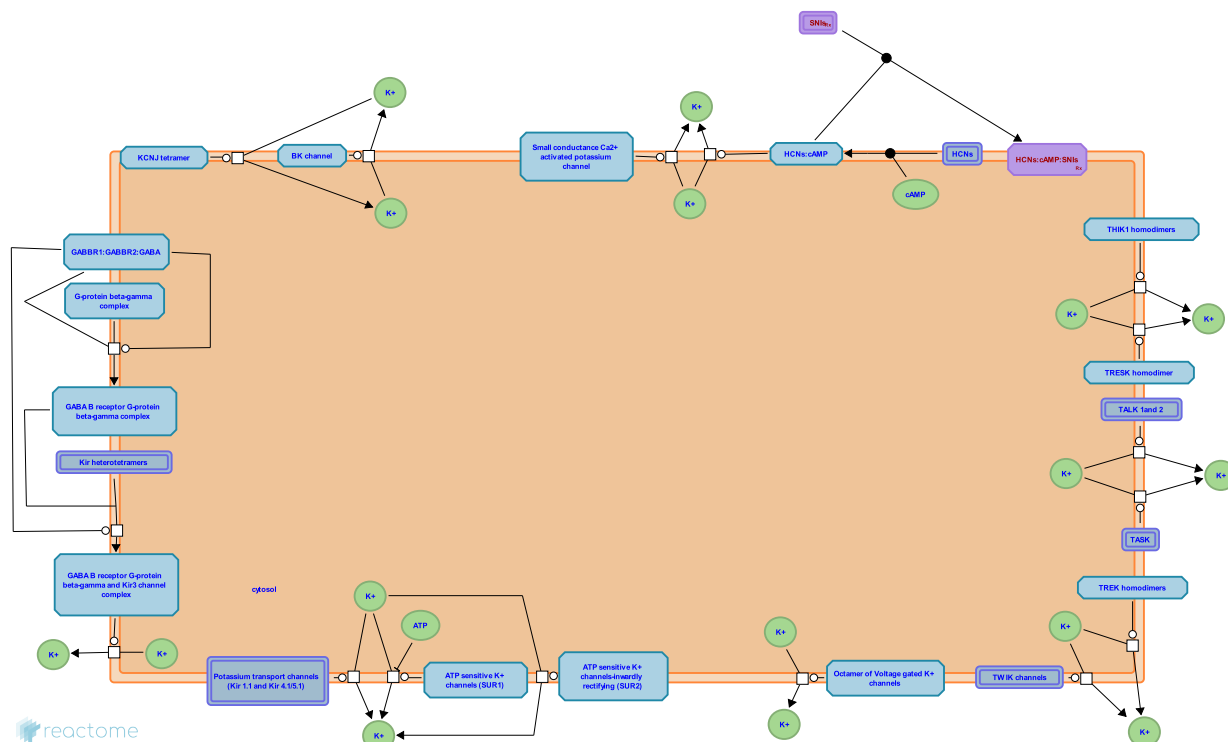 SNIs Rx
K+
KCNJ tetramer
BK channel
Small conductance Ca2+
activated potassium
channel
K+
HCNs:cAMP
HCNs
HCNs:cAMP:SNIs
Rx
K+
K+
cAMP
THIK1 homodimers
GABBR1:GABBR2:GABA
G-protein beta-gamma
complex
K+
K+
TRESK homodimer
GABA B receptor G-protein
beta-gamma complex
TALK 1and 2
Kir heterotetramers
K+
K+
TASK
GABA B receptor G-protein
beta-gamma and Kir3 channel
complex
cytosol
TREK homodimers
K+
ATP
K+
K+
K+
K+
Potassium transport channels
(Kir 1.1 and Kir 4.1/5.1)
ATP sensitive K+
channels (SUR1)
ATP sensitive K+
channels-inwardly
rectifying (SUR2)
Octamer of Voltage gated K+
channels
TWIK channels
K+
K+
K+
reactome